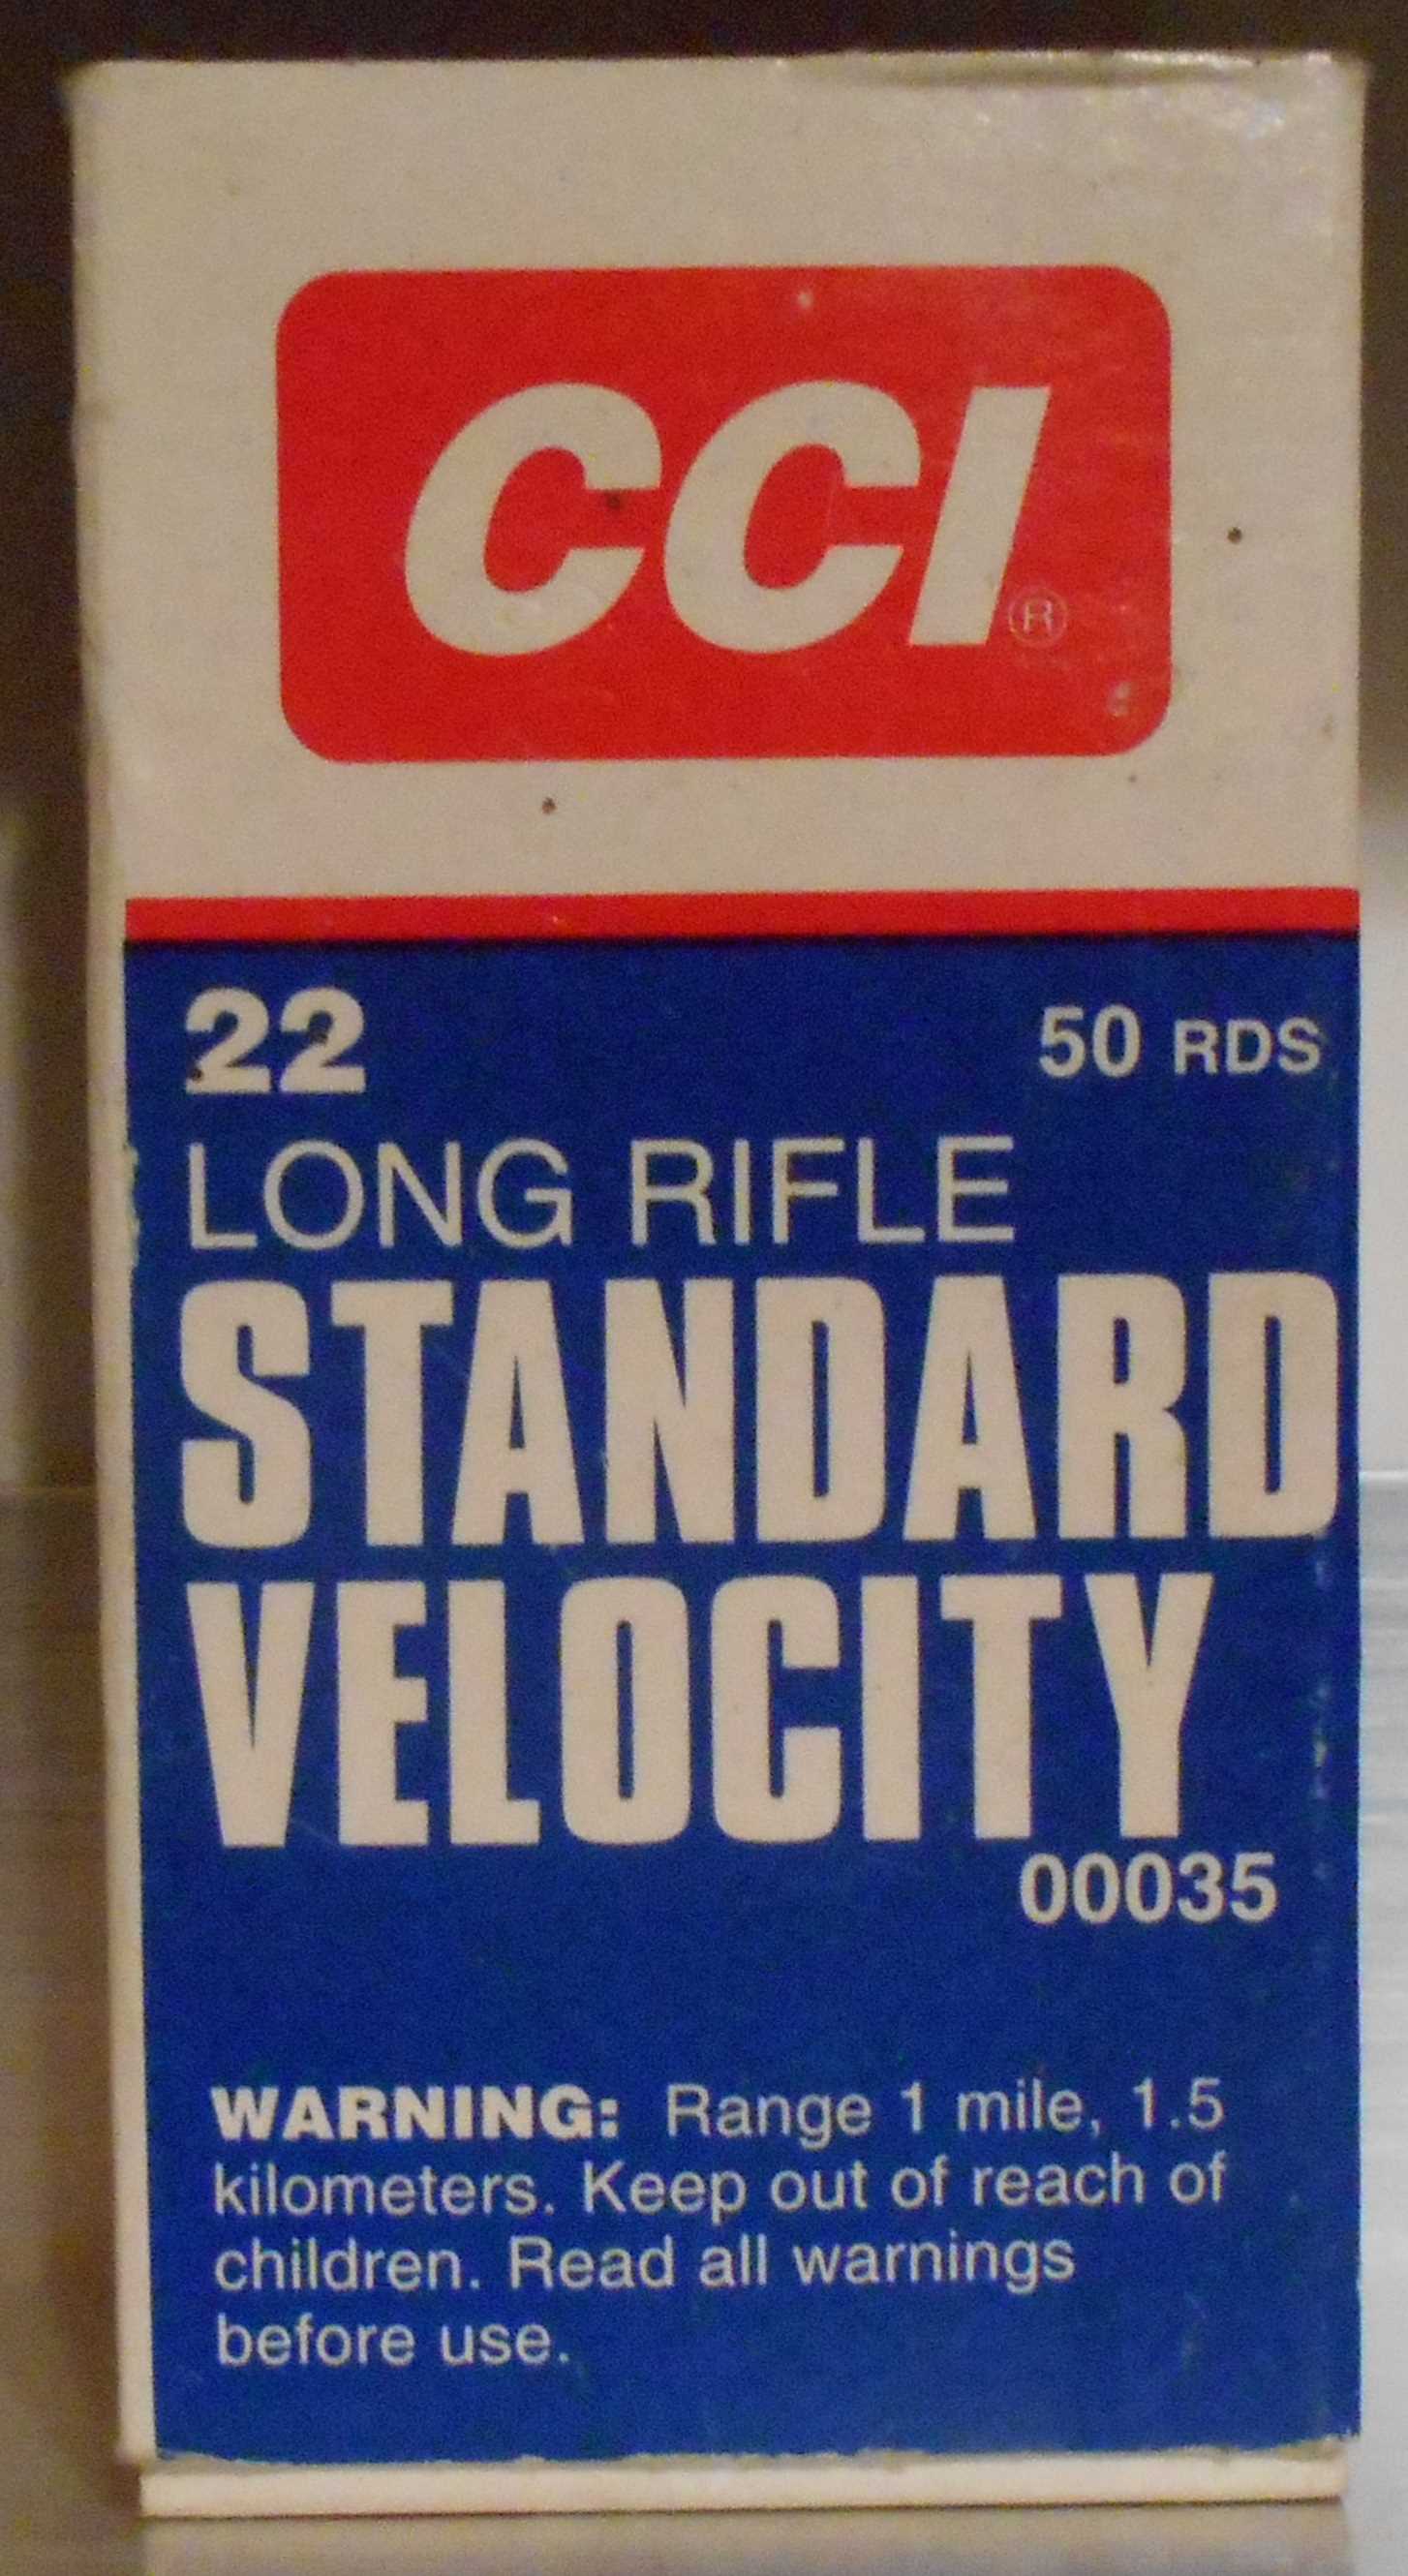 CCI®
22
50 RDS
LONG RIFLE
STANDARD
VELOCITY
00035
WARNING: Range 1 mile, 1.5
kilometers. Keep out of reach of
children. Read all warnings
before use.